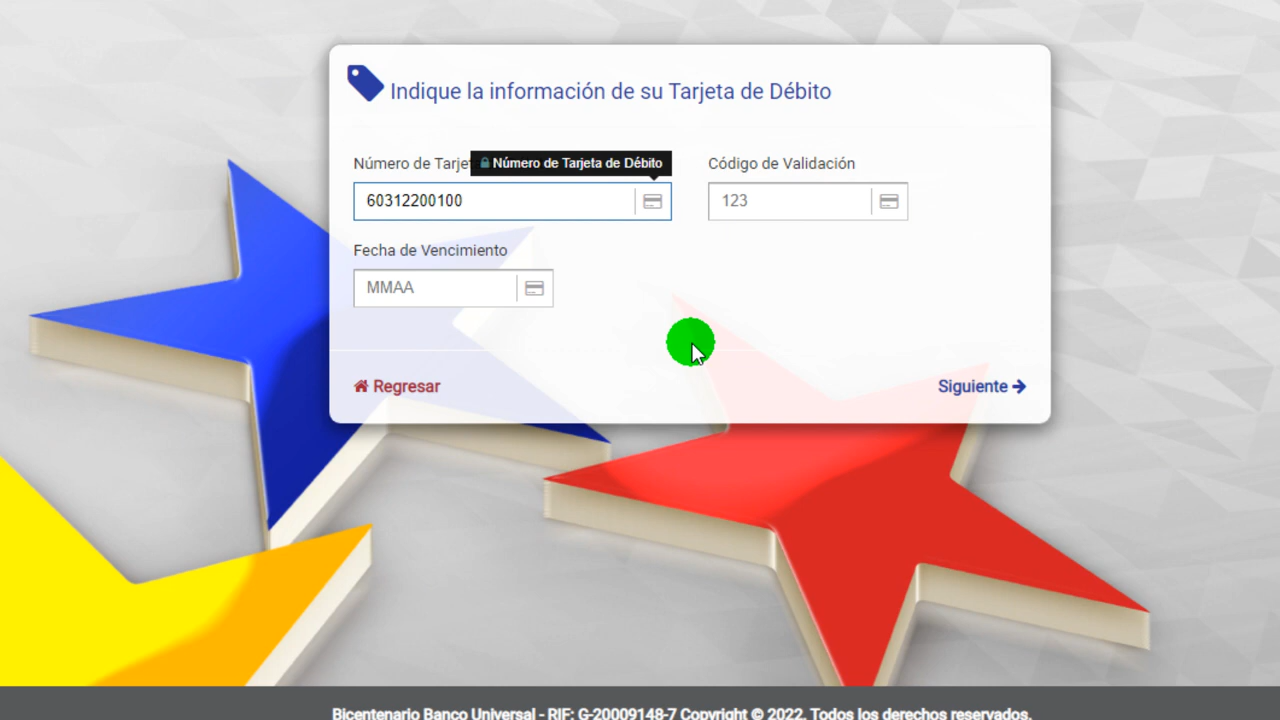 Indique la información de su Tarjeta de Débito
Número de Tarje
Número de Tarjeta de Débito
Código de Validación
60312200100
123
Fecha de Vencimiento
MMAA
Regresar
Siguiente
Bicentenario Banco Universal - RIF: G-20009148-7 Copyright © 2022. Todos los derechos reservados.